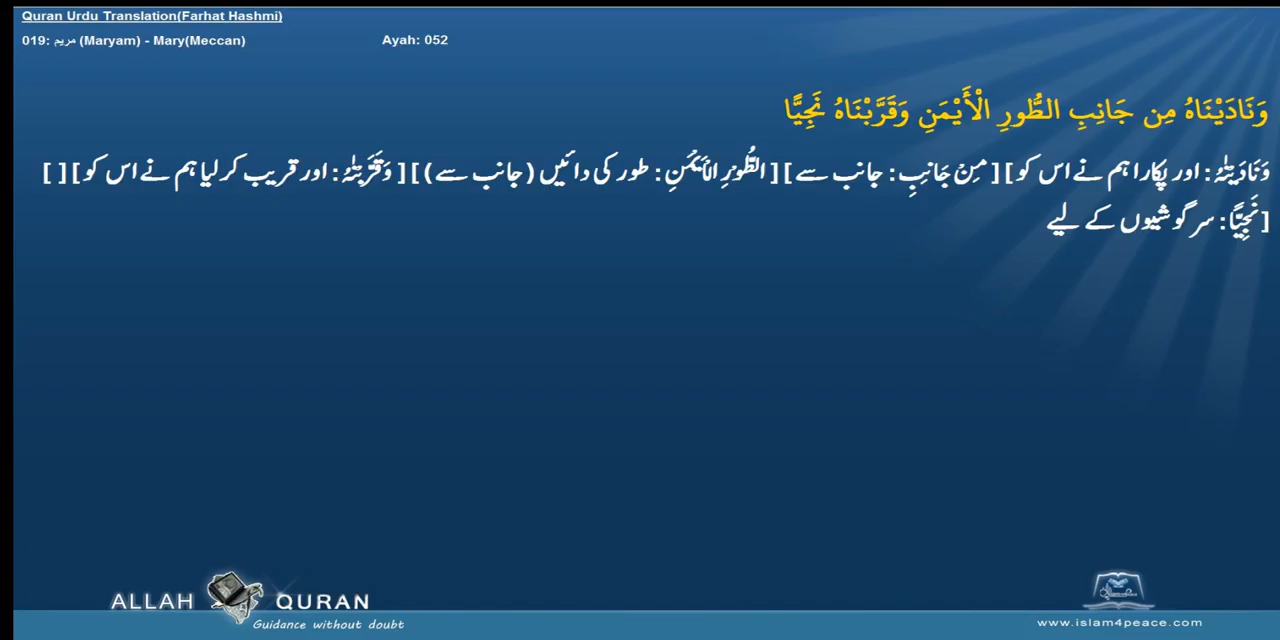 Quran Urdu Translation(Farhat Hashmi)
019: مريم (Maryam) - Mary(Meccan) Ayah: 052
وَنَادَيْنَاهُ مِن جَانِبِ الطُّورِ الْأَيْمَنِ وَقَرَّبْنَاهُ نَجِيًّا
وَنَادَيْنٰهُ : اور پکارا ہم نے اس کو] [مِنْ جَانِبِ : جانب سے] [الطُّوْرِ الْاَيْمَنِ : طور کی دائیں (جانب سے)] [وَقَرَّبْنٰهُ : اور قریب کرلیا ہم نے اس کو] [ ]
[نَجِيًّا : سرگوشیوں کے لیے
ALLAH QURAN
Guidance without doubt
www.islam4peace.com